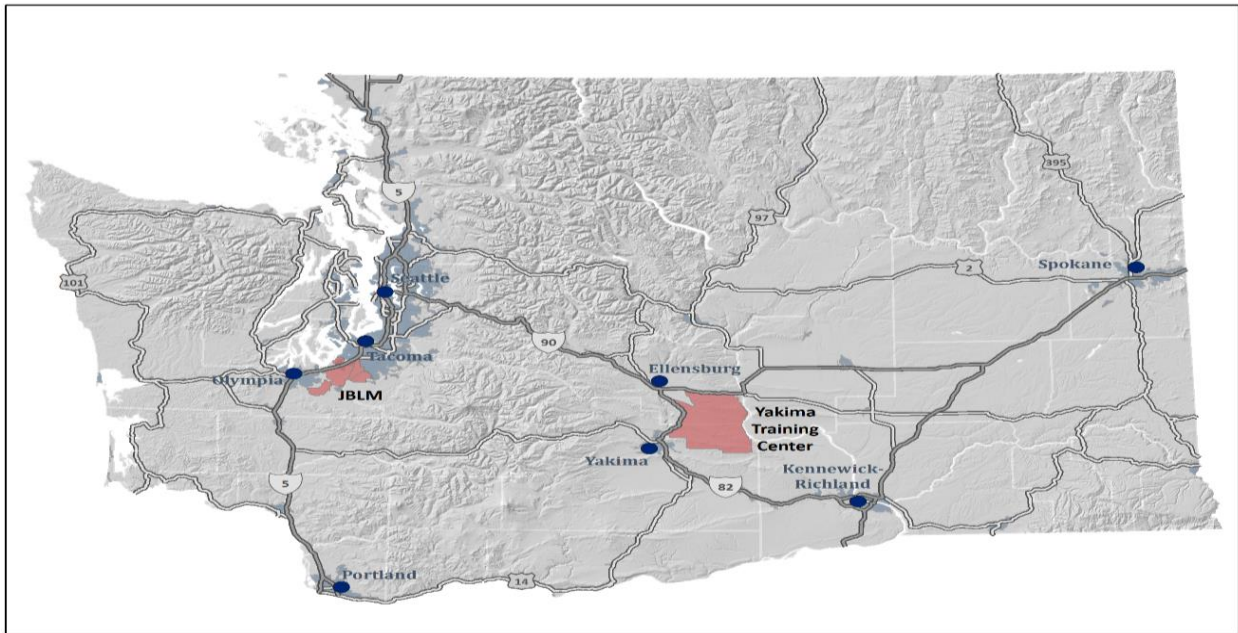 395
5
97
Spokane
2
101
Seattle
90
Tacoma
Ellensburg
Olympia
JBLM
Yakima
Training
Center
Yakima
Kennewick-
Richland
5
82
Portland
14